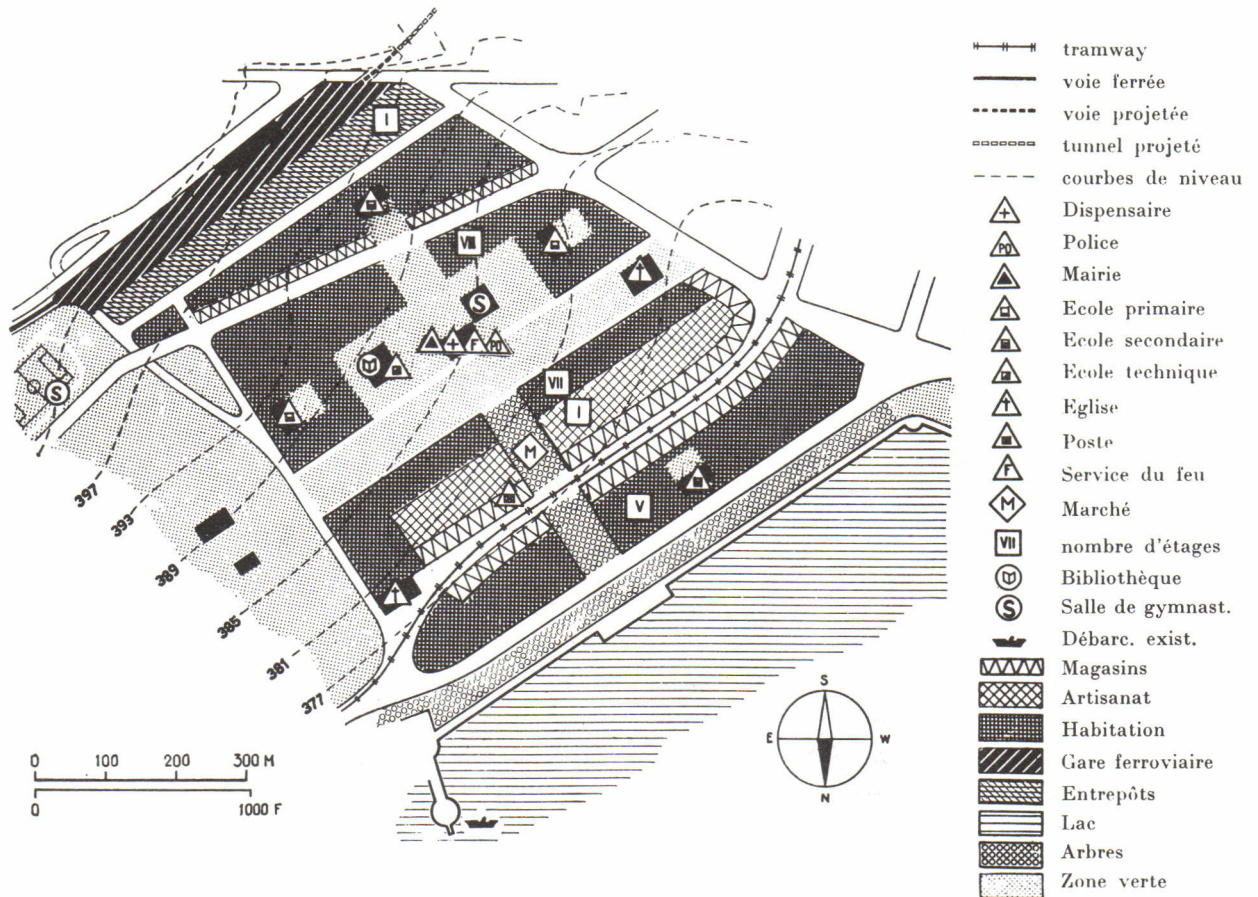 tramway
voie ferrée
voie projetée
tunnel projeté
courbes de niveau
Dispensaire
PO Police
Mairie
Ecole primaire
Ecole secondaire
Ecole technique
Eglise
Poste
F Service du feu
M Marché
VII nombre d'étages
Bibliothèque
S Salle de gymnast.
Débarc. exist.
Magasins
Artisanat
Habitation
Gare ferroviaire
Entrepôts
Lac
Arbres
Zone verte
I
VIII
S
F PO
VII
I
S
M
V
397
393
389
385
381
377
S
E W
N
0 100 200 300 M
0 1000 F